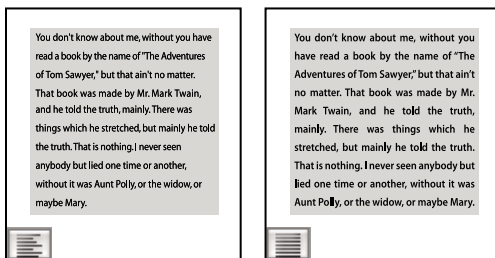 You don't know about me, without you have
read a book by the name of "The Adventures
of Tom Sawyer," but that ain't no matter.
That book was made by Mr. Mark Twain,
and he told the truth, mainly. There was
things which he stretched, but mainly he told
the truth. That is nothing. I never seen
anybody but lied one time or another,
without it was Aunt Polly, or the widow, or
maybe Mary.
You don’t know about me, without you
have read a book by the name of “The
Adventures of Tom Sawyer,” but that ain’t
no matter. That book was made by Mr.
Mark Twain, and he told the truth,
mainly. There was things which he
stretched, but mainly he told the truth.
That is nothing. I never seen anybody but
lied one time or another, without it was
Aunt Polly, or the widow, or maybe Mary.